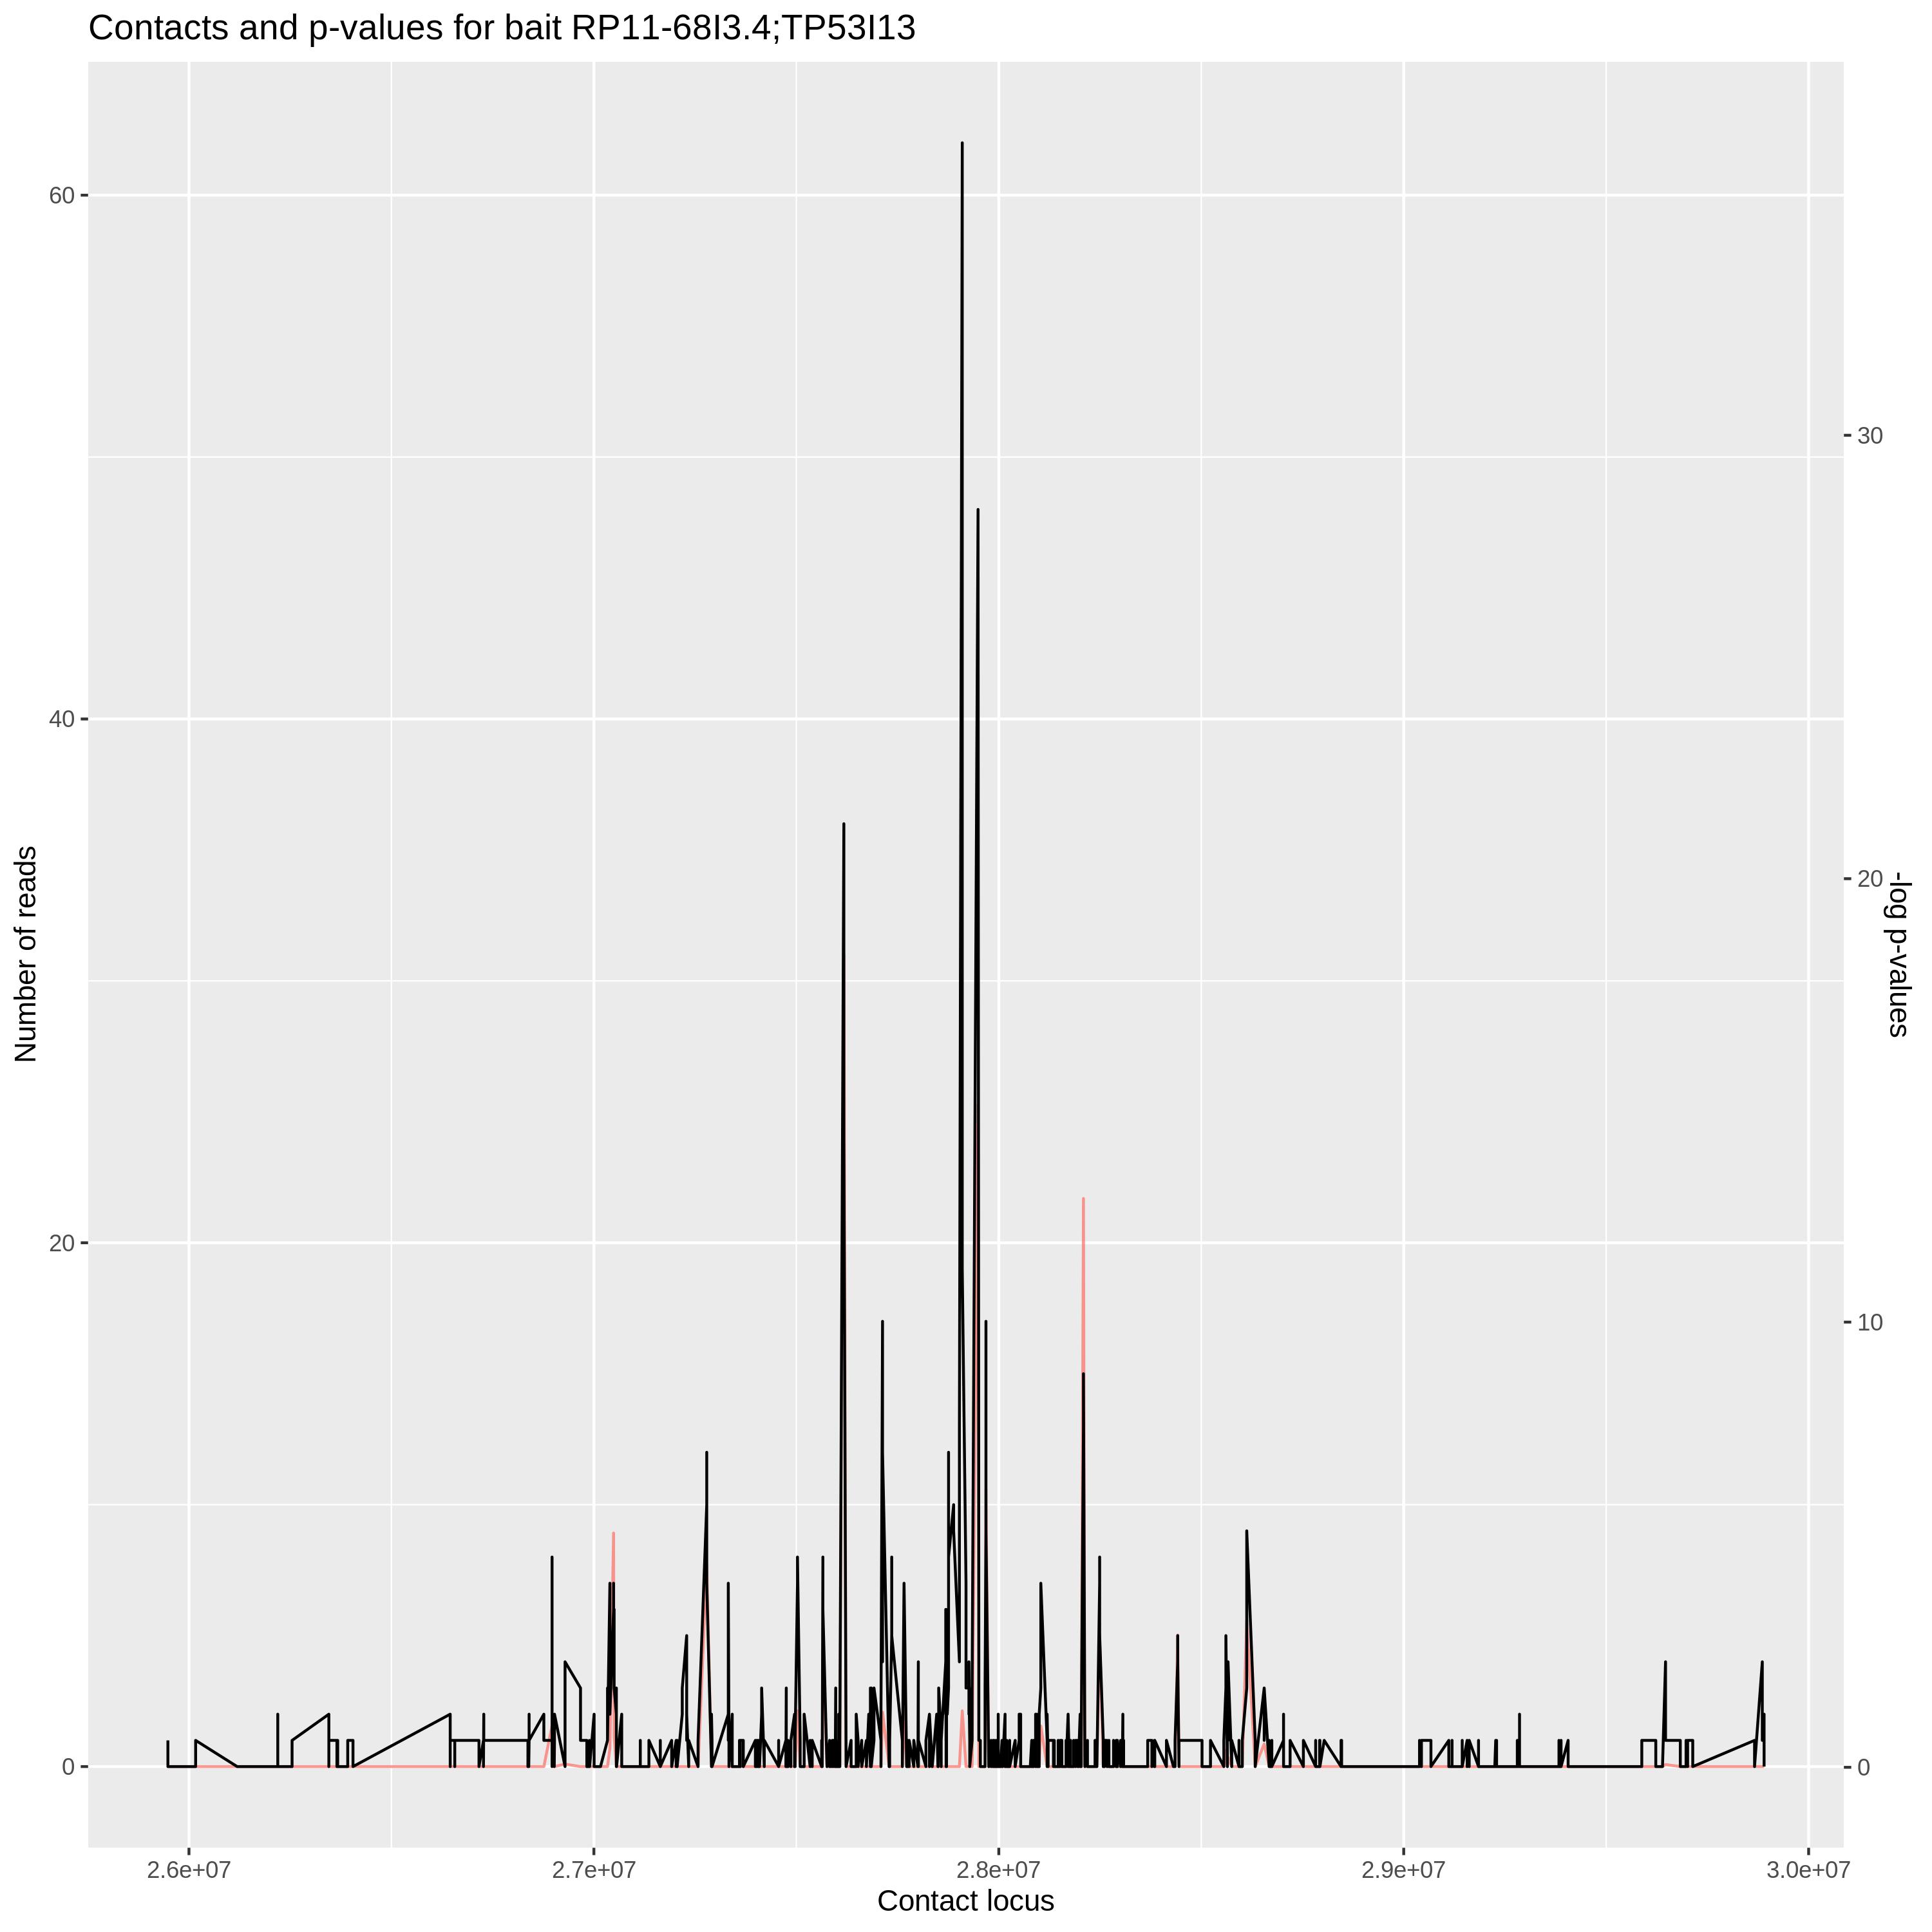 Contacts and p-values for bait RP11-68I3.4;TP53I13
60
40
20
0
Number of reads
30
20
10
0
-log p-values
2.6e+07
2.7e+07
2.8e+07
2.9e+07
3.0e+07
Contact locus